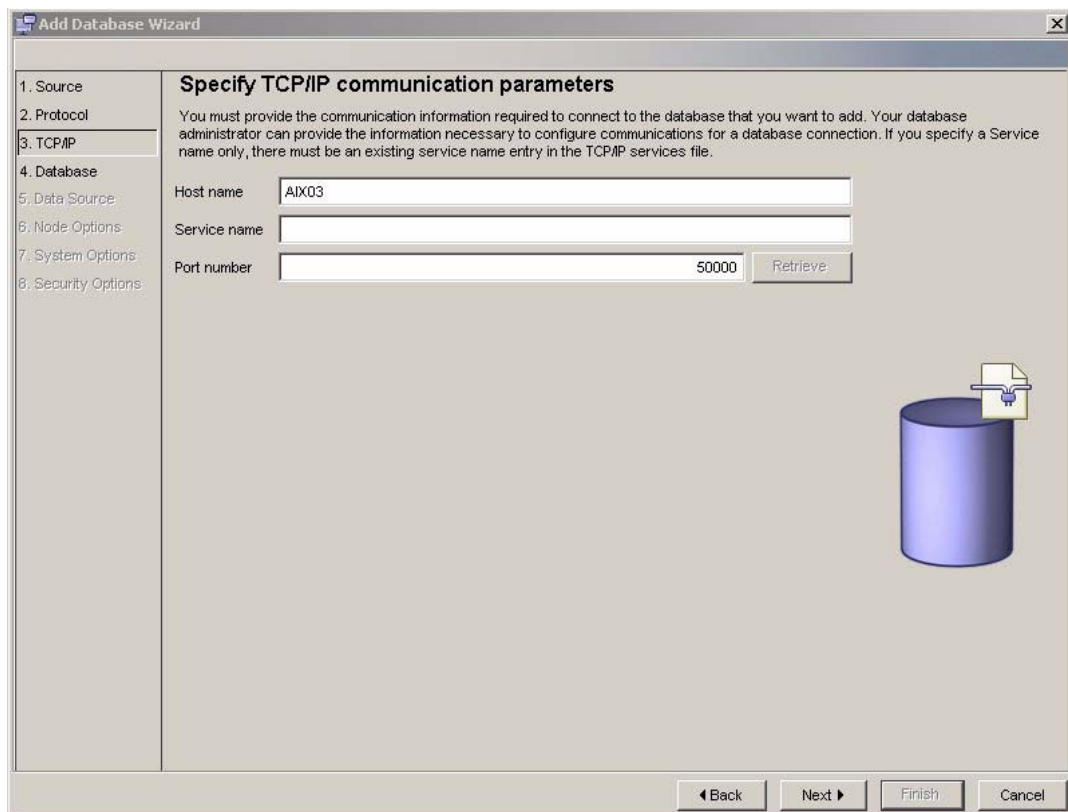 Add Database Wizard
1. Source
2. Protocol
3. TCP/IP
4. Database
5. Data Source
6. Node Options
7. System Options
8. Security Options
Specify TCP/IP communication parameters
You must provide the communication information required to connect to the database that you want to add. Your database
administrator can provide the information necessary to configure communications for a database connection. If you specify a Service
name only, there must be an existing service name entry in the TCP/IP services file.
Host name AIX03
Service name
Port number 50000 Retrieve
Back Next Finish Cancel